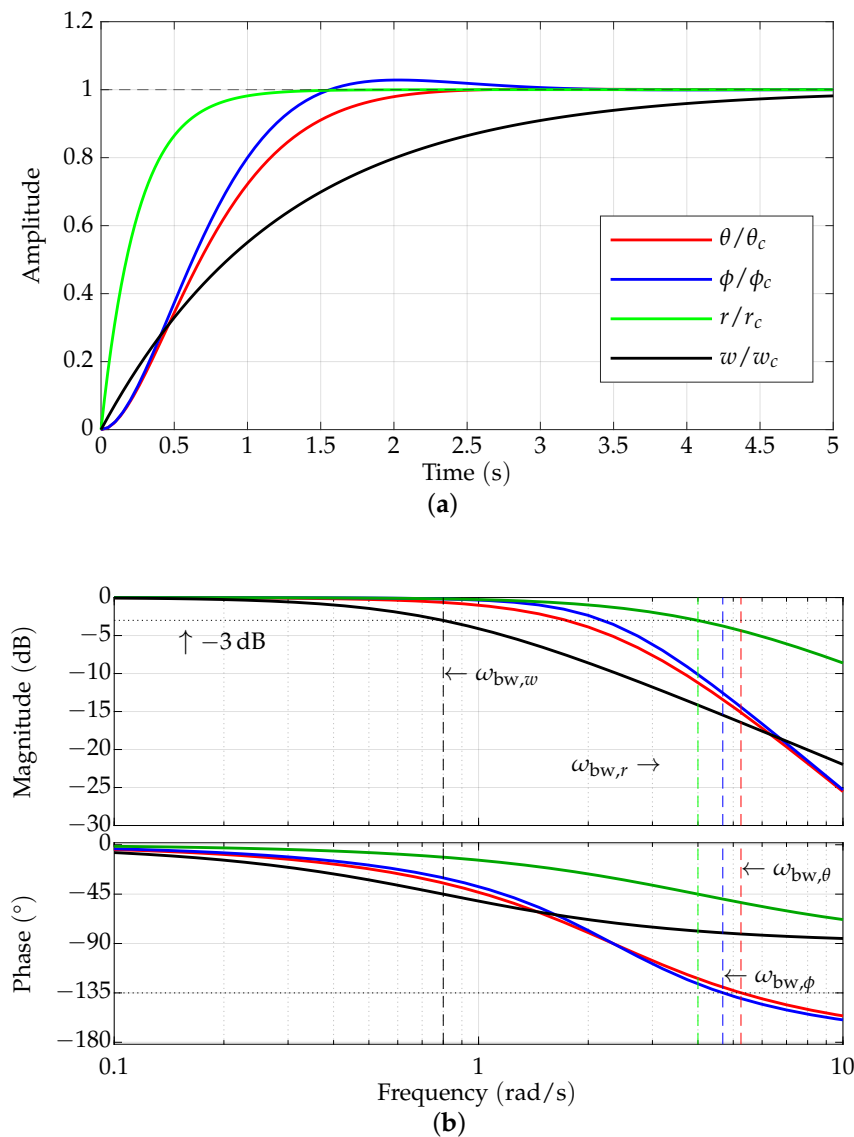 1.2
1
0.8
0.6
0.4
0.2
0
Amplitude
θ/θc
ϕ/ϕc
r/rc
w/wc
0 0.5 1 1.5 2 2.5 3 3.5 4 4.5 5
Time (s)
(a)
0
−5
−10
−15
−20
−25
−30
Magnitude (dB)
↑ −3 dB
← ωbw,w
ωbw,r →
0
−45
−90
−135
−180
Phase (°)
← ωbw,θ
← ωbw,ϕ
0.1 1 10
Frequency (rad/s)
(b)